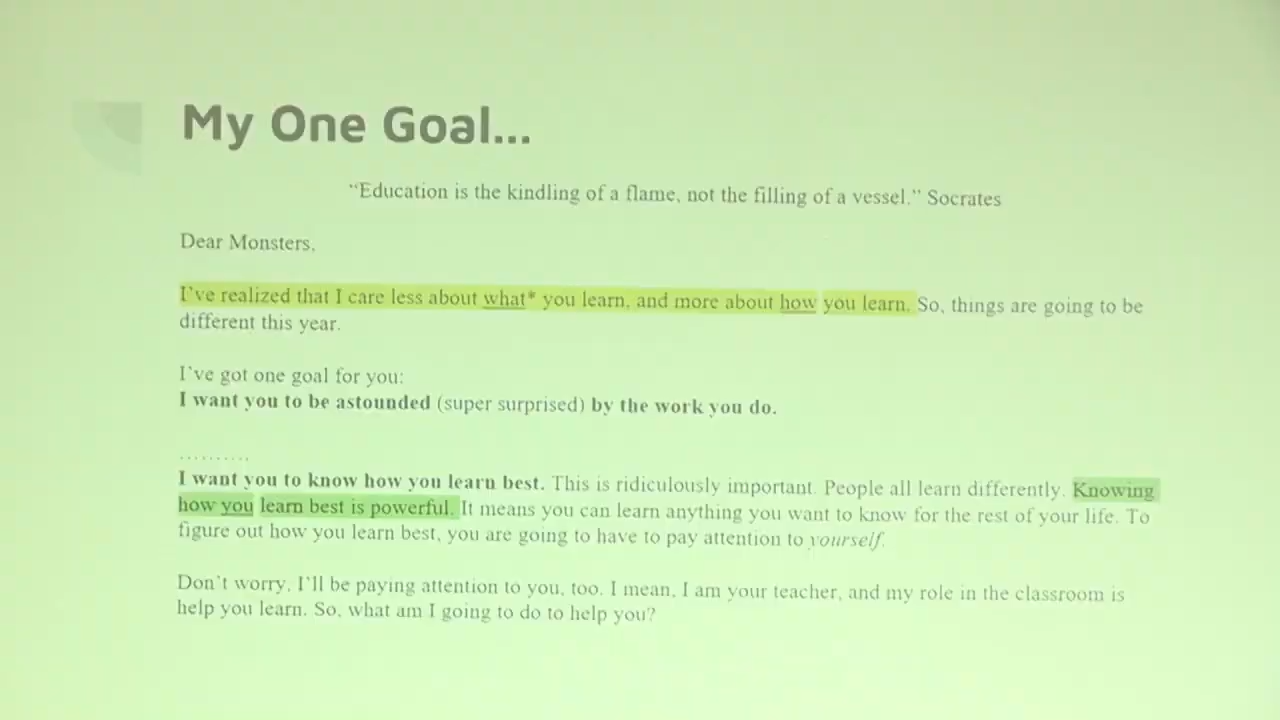 My One Goal...
“Education is the kindling of a flame, not the filling of a vessel.” Socrates
Dear Monsters,
I’ve realized that I care less about what* you learn, and more about how you learn. So, things are going to be
different this year.
I’ve got one goal for you:
I want you to be astounded (super surprised) by the work you do.
..........
I want you to know how you learn best. This is ridiculously important. People all learn differently. Knowing
how you learn best is powerful. It means you can learn anything you want to know for the rest of your life. To
figure out how you learn best, you are going to have to pay attention to yourself.
Don’t worry, I’ll be paying attention to you, too. I mean, I am your teacher, and my role in the classroom is
help you learn. So, what am I going to do to help you?